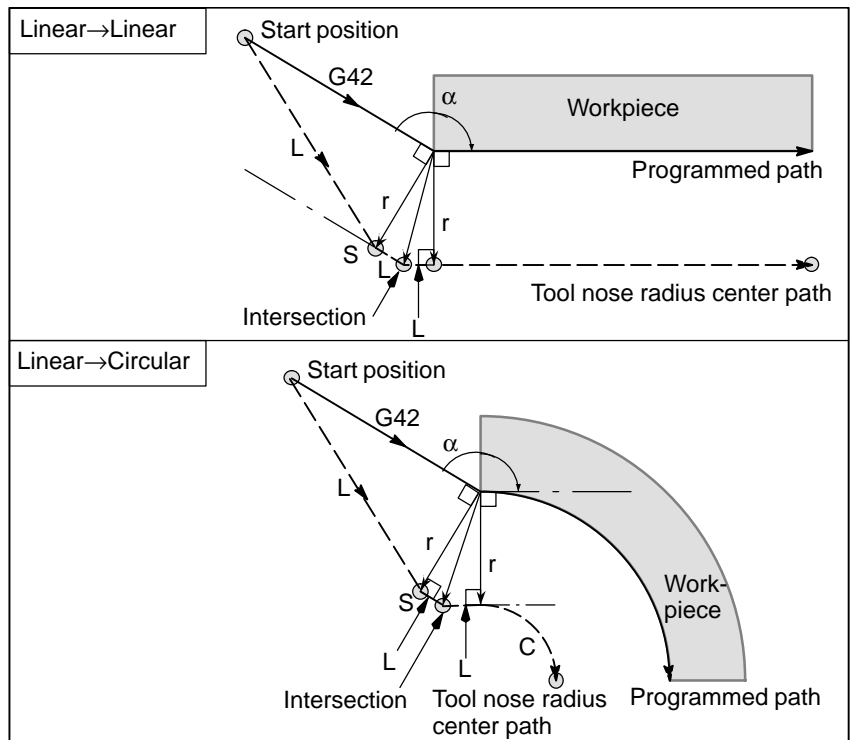 Linear→Linear
Start position
G42
α
Workpiece
L
Programmed path
r
r
S
L
Tool nose radius center path
Intersection
L
Linear→Circular
Start position
G42
α
L
r
r
Work-
piece
S
L
L
C
Intersection
Tool nose radius
center path
Programmed path